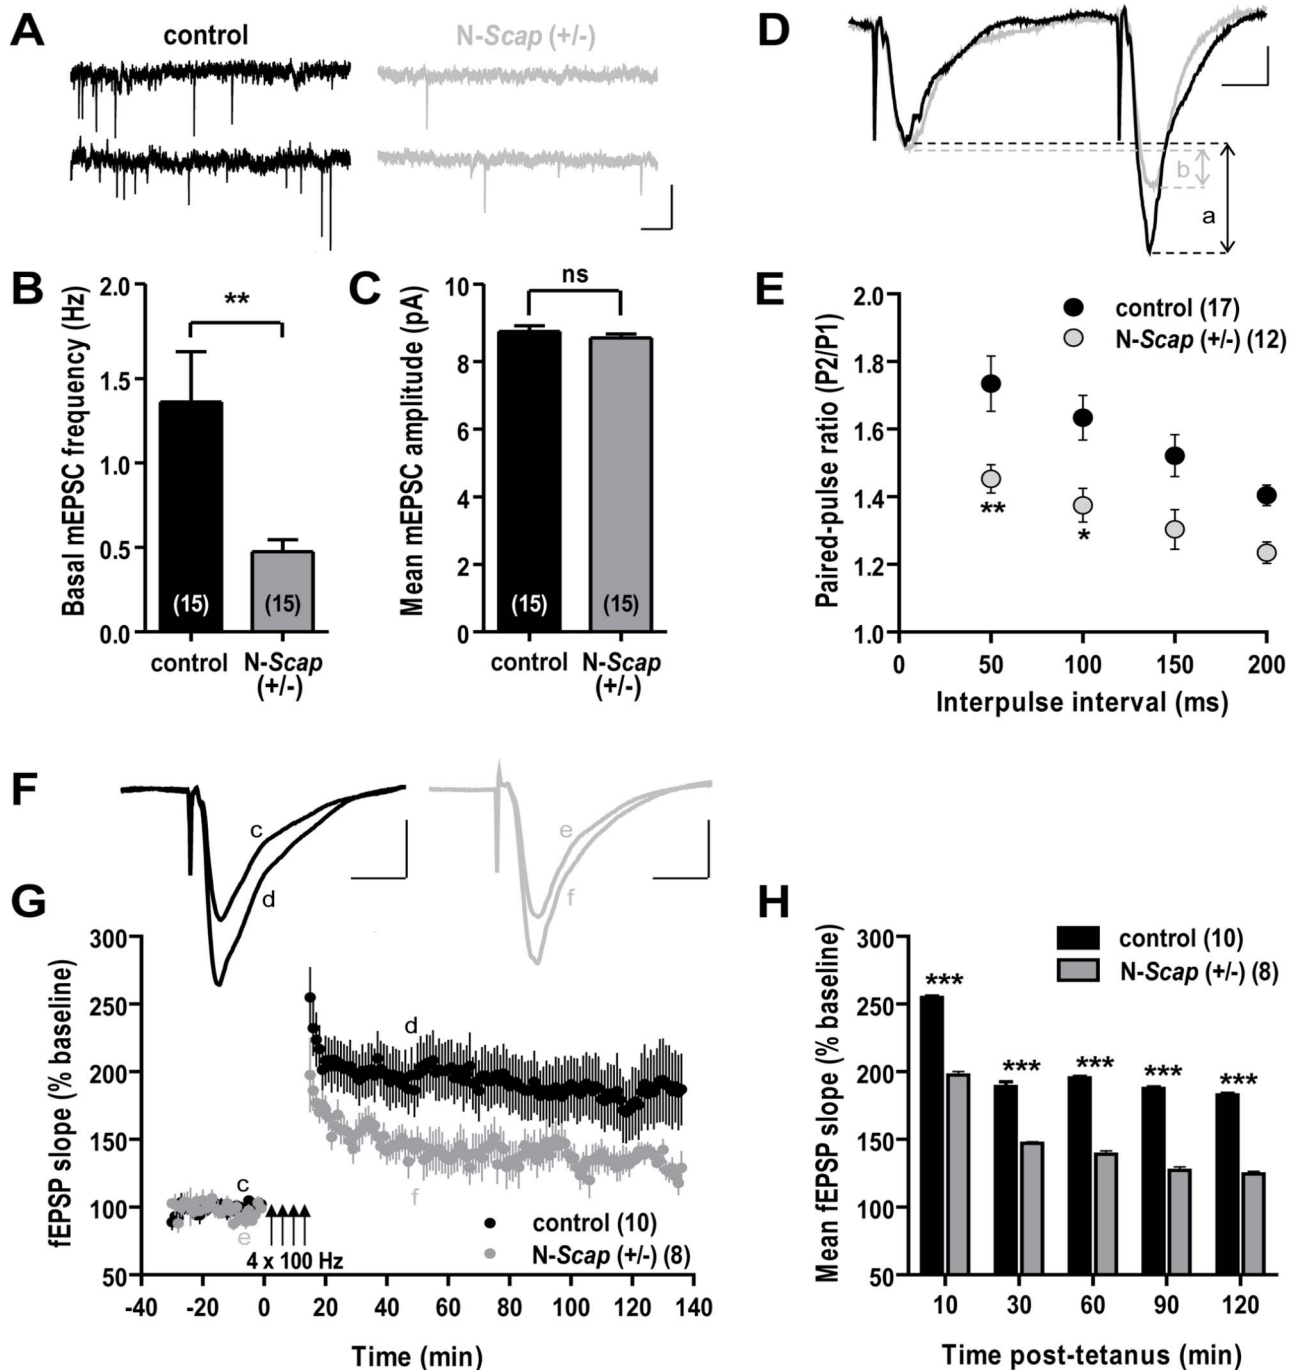 A
control
N-Scap (+/-)
D
b
a
B
Basal mEPSC frequency (Hz)
2.0
1.5
1.0
0.5
0.0
**
(15)
(15)
control
N-Scap
(+/-)
C
Mean mEPSC amplitude (pA)
10
8
6
4
2
0
ns
(15)
(15)
control
N-Scap
(+/-)
E
Paired-pulse ratio (P2/P1)
2.0
1.8
1.6
1.4
1.2
1.0
control (17)
N-Scap (+/-) (12)
**
*
0 50 100 150 200
Interpulse interval (ms)
F
c
d
e
f
G
fEPSP slope (% baseline)
300
250
200
150
100
50
d
c
e
f
4 x 100 Hz
control (10)
N-Scap (+/-) (8)
-40 -20 0 20 40 60 80 100 120 140
Time (min)
H
Mean fEPSP slope (% baseline)
300
250
200
150
100
50
control (10)
N-Scap (+/-) (8)
*** *** *** *** ***
10 30 60 90 120
Time post-tetanus (min)